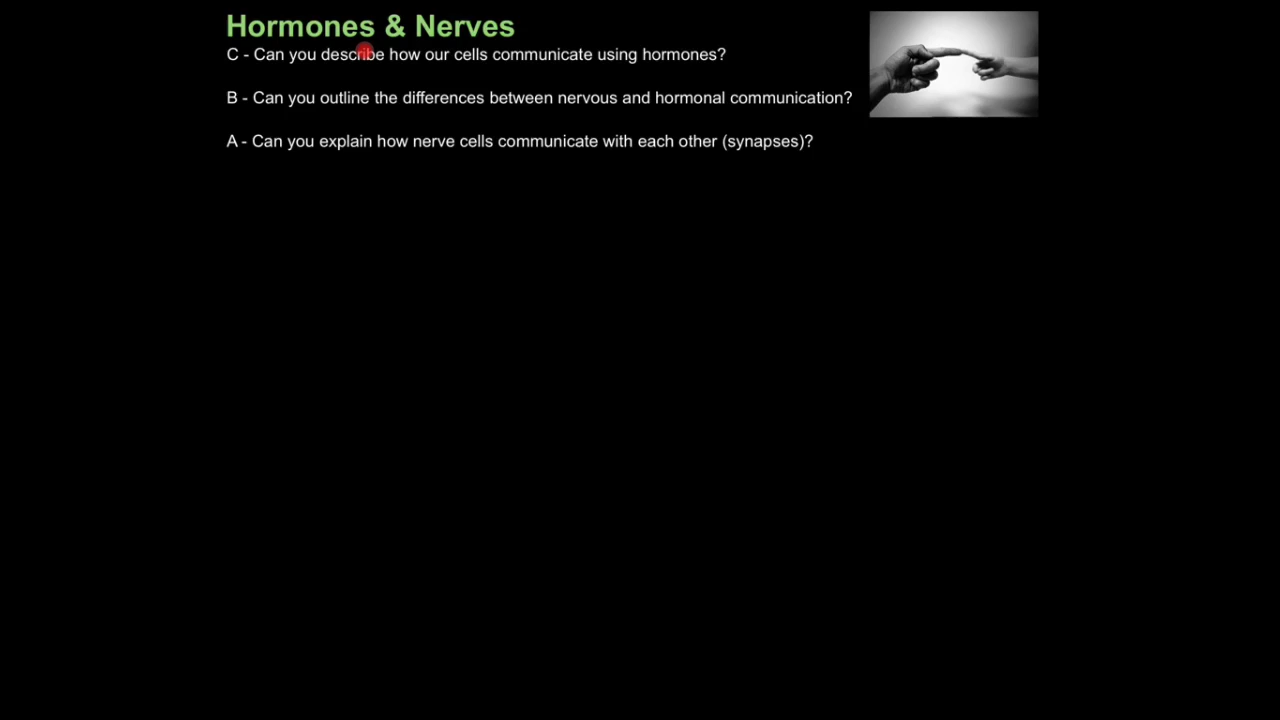 Hormones & Nerves
C - Can you describe how our cells communicate using hormones?
B - Can you outline the differences between nervous and hormonal communication?
A - Can you explain how nerve cells communicate with each other (synapses)?